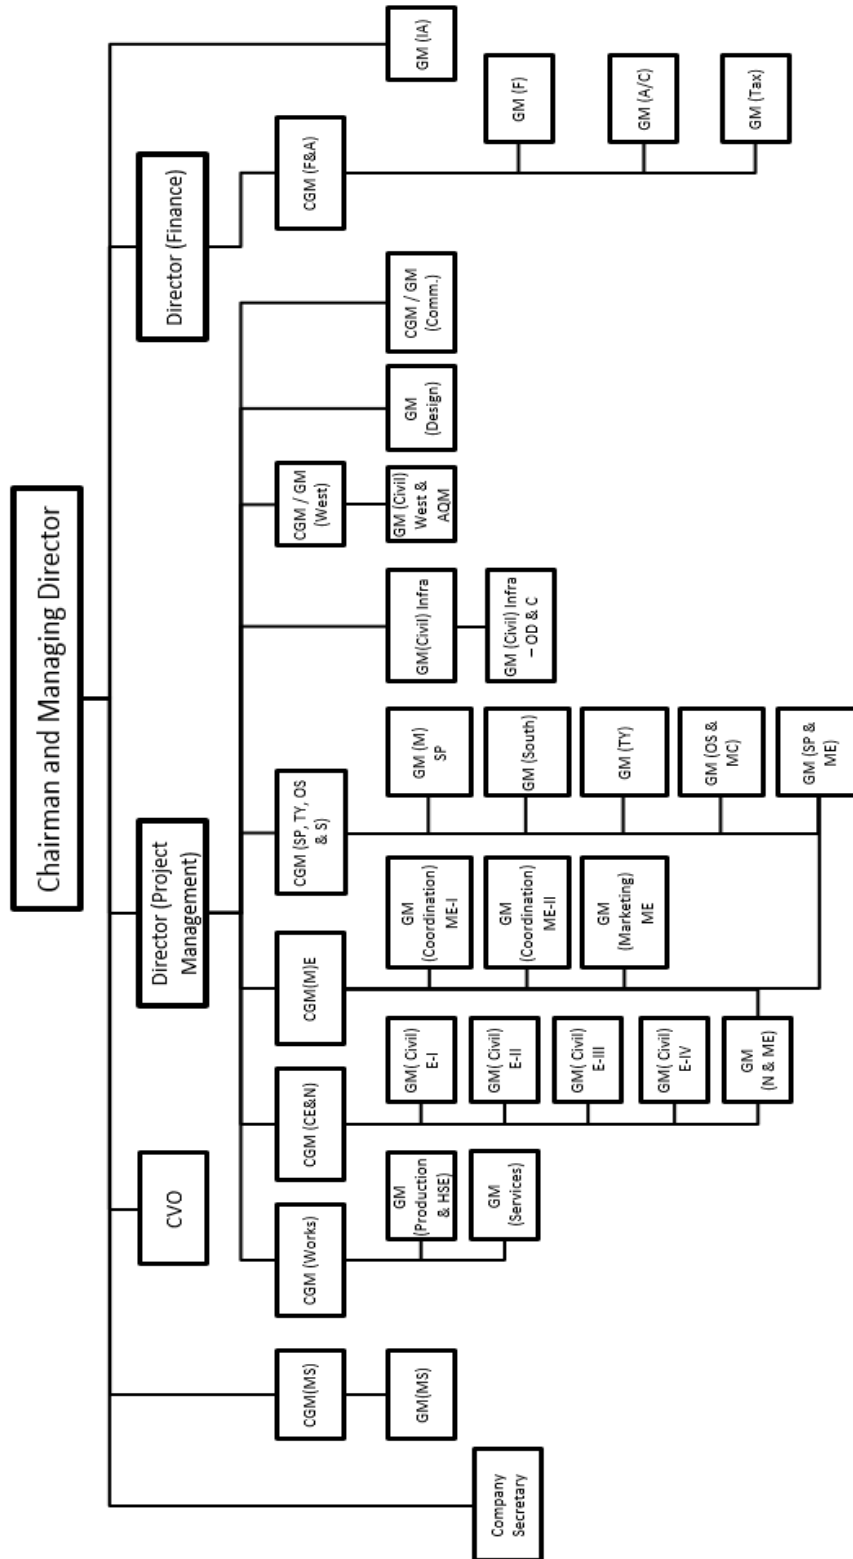 Chairman and Managing Director
CVO
Director (Project
Management)
Director (Finance)
CGM(MS)
CGM (Works)
CGM (CE&N)
CGM(M)E
CGM (SP, TY, OS
& S)
CGM / GM
(West)
CGM (F&A)
GM(MS)
GM
(Production
& HSE)
GM( Civil)
E-I
GM
(Coordination)
ME-I
GM (M)
SP
GM(Civil) Infra
GM (Civil)
West &
AQM
GM
(Design)
CGM / GM
(Comm.)
GM (IA)
Company
Secretary
GM
(Services)
GM( Civil)
E-II
GM
(Coordination)
ME-II
GM (South)
GM (Civil) Infra
– OD & C
GM (F)
GM( Civil)
E-III
GM
(Marketing)
ME
GM (TY)
GM (A/C)
GM( Civil)
E-IV
GM (OS &
MC)
GM (Tax)
GM
(N & ME)
GM (SP &
ME)